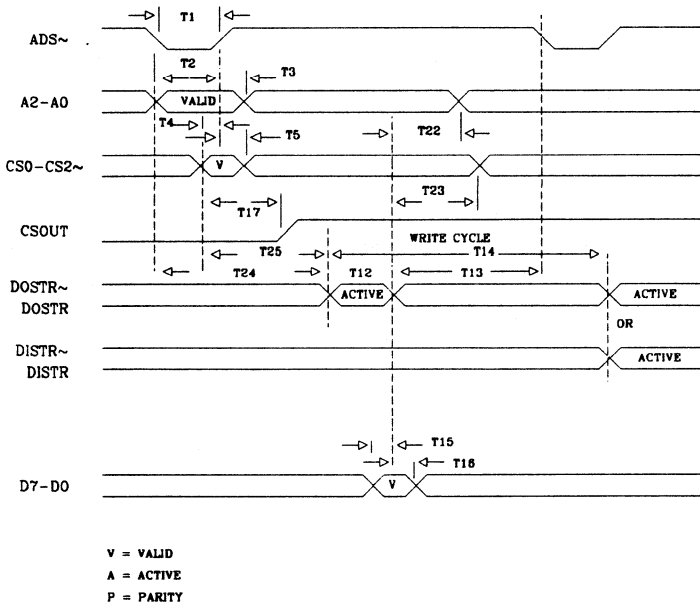 T1
ADS~
T2
T3
A2-A0
VALID
T4
T5
T22
CS0-CS2~
V
T23
T17
CSOUT
WRITE CYCLE
T25
T14
T24
T12
T13
DOSTR~
DOSTR
ACTIVE
ACTIVE
OR
DISTR~
DISTR
ACTIVE
T15
T16
D7-D0
V
V = VALID
A = ACTIVE
P = PARITY